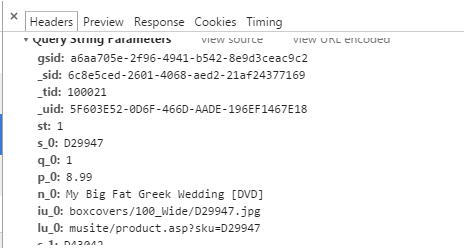 × Headers Preview Response Cookies Timing
Query String Parameters view source view URL encoded
gsid: a6aa705e-2f96-4941-b542-8e9d3ceac9c2
_sid: 6c8e5ced-2601-4068-aed2-21af24377169
_tid: 100021
_uid: 5F603E52-0D6F-466D-AADE-196EF1467E18
st: 1
s_0: D29947
q_0: 1
p_0: 8.99
n_0: My Big Fat Greek Wedding [DVD]
iu_0: boxcovers/100_Wide/D29947.jpg
lu_0: musite/product.asp?sku=D29947
s_1: D43042